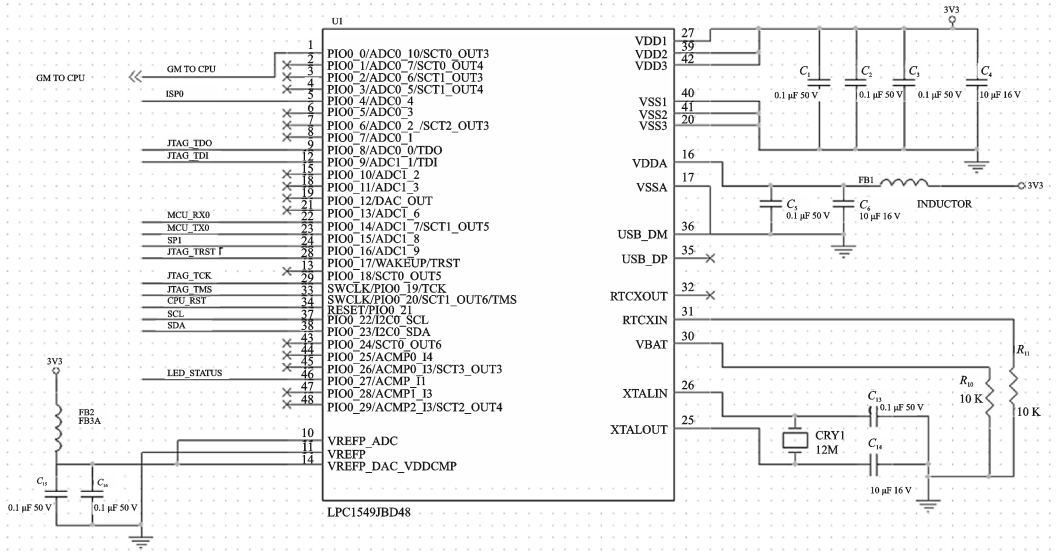 U1
3V3
1
27
PIO0_0/ADC0_10/SCT0_OUT3
VDD1
2
39
PIO0_1/ADC0_7/SCT0_OUT4
VDD2
GM TO CPU
GM TO CPU
3
42
PIO0_2/ADC0_6/SCT1_OUT3
VDD3
4
PIO0_3/ADC0_5/SCT1_OUT4
C1
C2
C3
C4
0.1 μF 50 V
0.1 μF 50 V
0.1 μF 50 V
10 μF 16 V
ISP0
5
40
PIO0_4/ADC0_4
VSS1
6
41
PIO0_5/ADC0_3
VSS2
7
20
PIO0_6/ADC0_2_/SCT2_OUT3
VSS3
8
PIO0_7/ADC0_1
JTAG_TDO
9
PIO0_8/ADC0_0/TDO
JTAG_TDI
12
16
PIO0_9/ADC1_1/TDI
VDDA
15
PIO0_10/ADC1_2
18
17
PIO0_11/ADC1_3
VSSA
FB1
3V3
INDUCTOR
19
PIO0_12/DAC_OUT
21
PIO0_13/ADC1_6
C5
0.1 μF 50 V
C6
10 μF 16 V
MCU_RX0
22
PIO0_14/ADC1_7/SCT1_OUT5
MCU_TX0
23
36
PIO0_15/ADC1_8
USB_DM
SP1
24
PIO0_16/ADC1_9
JTAG_TRST
28
35
PIO0_17/WAKEUP/TRST
USB_DP
13
PIO0_18/SCT0_OUT5
JTAG_TCK
29
SWCLK/PIO0_19/TCK
JTAG_TMS
33
32
SWCLK/PIO0_20/SCT1_OUT6/TMS
RTCXOUT
CPU_RST
34
RESET/PIO0_21
SCL
37
31
PIO0_22/I2C0_SCL
RTCXIN
SDA
38
PIO0_23/I2C0_SDA
43
30
PIO0_24/SCT0_OUT6
VBAT
44
PIO0_25/ACMP0_I4
45
PIO0_26/ACMP0_I3/SCT3_OUT3
R11
10 K
R10
10 K
LED_STATUS
46
PIO0_27/ACMP_I1
47
26
PIO0_28/ACMP1_I3
XTALIN
48
PIO0_29/ACMP2_I3/SCT2_OUT4
C13
0.1 μF 50 V
3V3
FB2
FB3A
25
XTALOUT
CRY1
12M
10
VREFP_ADC
11
VREFP
14
VREFP_DAC_VDDCMP
C14
10 μF 16 V
C15
C16
0.1 μF 50 V
0.1 μF 50 V
LPC1549JBD48